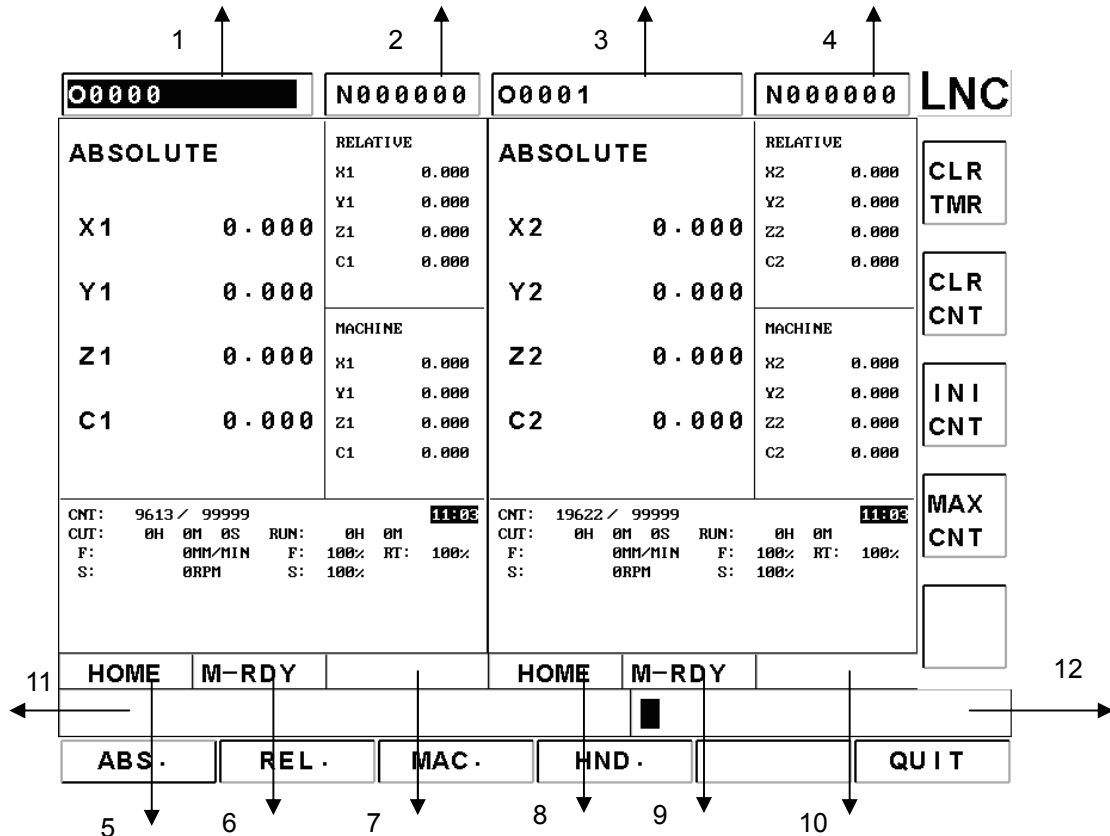 1 2 3 4
O0000 N000000 O0001 N000000 LNC
ABSOLUTE
X1 0.000
Y1 0.000
Z1 0.000
C1 0.000
RELATIVE
X1 0.000
Y1 0.000
Z1 0.000
C1 0.000
MACHINE
X1 0.000
Y1 0.000
Z1 0.000
C1 0.000
CNT: 9613/ 99999 11:03
CUT: 0H 0M 0S RUN: 0H 0M
F: 0MM/MIN F: 100% RT: 100%
S: 0RPM S: 100%
ABSOLUTE
X2 0.000
Y2 0.000
Z2 0.000
C2 0.000
RELATIVE
X2 0.000
Y2 0.000
Z2 0.000
C2 0.000
MACHINE
X2 0.000
Y2 0.000
Z2 0.000
C2 0.000
CNT: 19622/ 99999 11:03
CUT: 0H 0M 0S RUN: 0H 0M
F: 0MM/MIN F: 100% RT: 100%
S: 0RPM S: 100%
CLR
TMR
CLR
CNT
INI
CNT
MAX
CNT
HOME M-RDY HOME M-RDY
11 12
ABS. REL. MAC. HND. QUIT
5 6 7 8 9 10